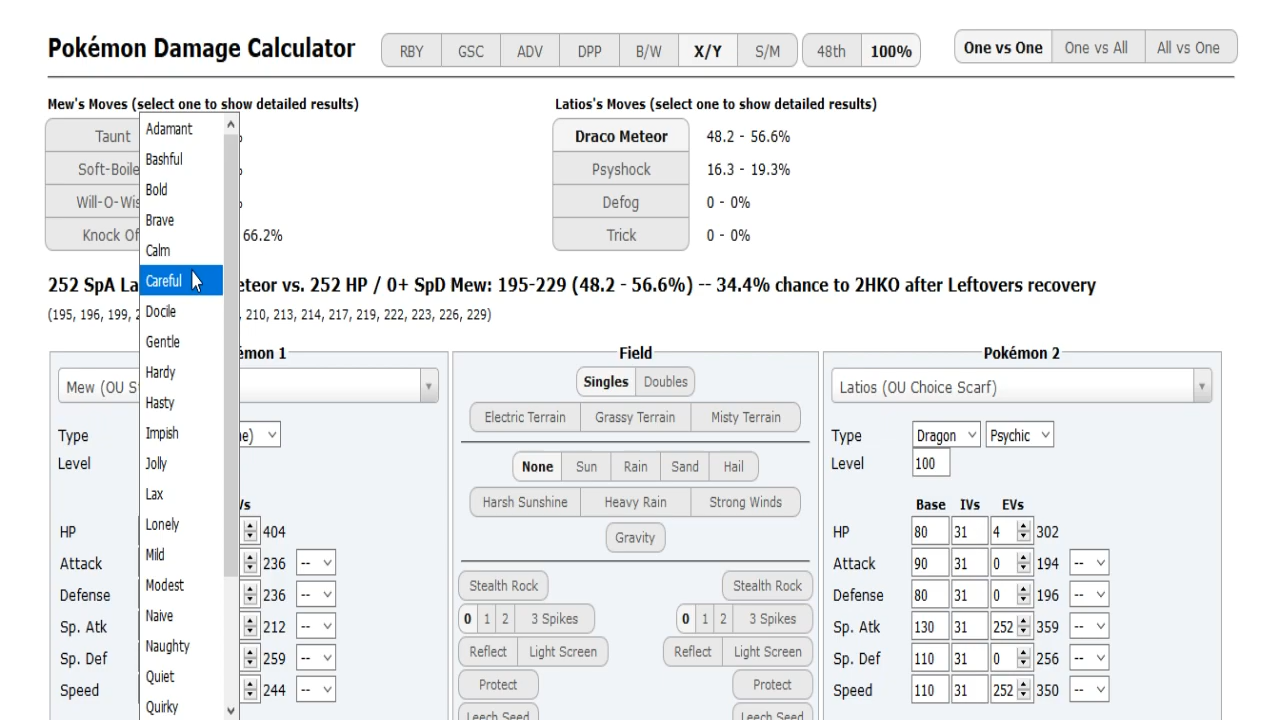 Pokémon Damage Calculator RBY GSC ADV DPP B/W X/Y S/M 48th 100% One vs One One vs All All vs One
Mew's Moves (select one to show detailed results) Latios's Moves (select one to show detailed results)
Adamant
Taunt Draco Meteor 48.2 - 56.6%
Bashful
Soft-Boile Psyshock 16.3 - 19.3%
Bold
Will-O-Wis Defog 0 - 0%
Brave
Knock Of 66.2% Trick 0 - 0%
Calm
Careful
252 SpA La eteor vs. 252 HP / 0+ SpD Mew: 195-229 (48.2 - 56.6%) -- 34.4% chance to 2HKO after Leftovers recovery
Docile
(195, 196, 199, 210, 213, 214, 217, 219, 222, 223, 226, 229)
Gentle
émon 1 Field Pokémon 2
Hardy
Singles Doubles
Mew (OU S Latios (OU Choice Scarf)
Hasty
Electric Terrain Grassy Terrain Misty Terrain
Impish
Type e) Type Dragon Psychic
Jolly
Level None Sun Rain Sand Hail Level 100
Lax
Harsh Sunshine Heavy Rain Strong Winds
Vs Base IVs EVs
Lonely
HP 404 Gravity HP 80 31 4 302
Mild
Attack 236 -- Attack 90 31 0 194 --
Modest
Stealth Rock Stealth Rock
Defense 236 -- Defense 80 31 0 196 --
Naive
0 1 2 3 Spikes 0 1 2 3 Spikes
Sp. Atk 212 -- Sp. Atk 130 31 252 359 --
Naughty
Reflect Light Screen Reflect Light Screen
Sp. Def 259 -- Sp. Def 110 31 0 256 --
Quiet
Protect Protect
Speed 244 -- Speed 110 31 252 350 --
Quirky
Leech Seed Leech Seed